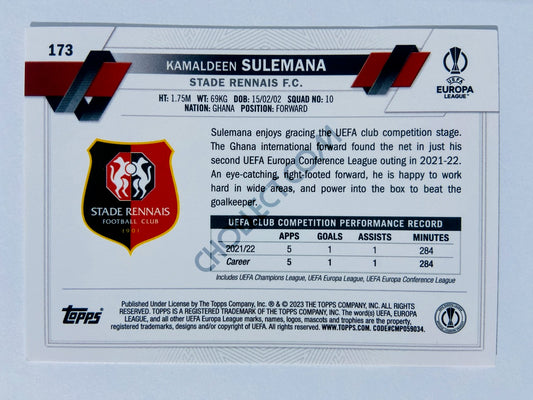 173
KAMALDEEN SULEMANA
STADE RENNAIS F.C.
UEFA
EUROPA
LEAGUE™
HT: 1.75M WT: 69KG DOB: 15/02/02 SQUAD NO: 10
NATION: GHANA POSITION: FORWARD
Sulemana enjoys gracing the UEFA club competition stage.
The Ghana international forward found the net in just his
second UEFA Europa Conference League outing in 2021-22.
An eye-catching, fleet-footed forward, he is happy to work
hard in wide areas, and power into the box to beat the
goalkeeper.
STADE RENNAIS
FOOTBALL CLUB
1901
UEFA CLUB COMPETITION PERFORMANCE RECORD
APPS GOALS ASSISTS MINUTES
2021/22 5 1 1 284
Career 5 1 1 284
Includes UEFA Champions League, UEFA Europa League, UEFA Europa Conference League
CHOLLECT.COM
Topps
Published Under License by The Topps Company, Inc. ® & © 2023 THE TOPPS COMPANY, INC. ALL RIGHTS
RESERVED. TOPPS IS A REGISTERED TRADEMARK OF THE TOPPS COMPANY, INC. The word(s) UEFA, EUROPA
LEAGUE, and all other UEFA Europa League marks, names, logos, mascots and trophies are the property,
registered trademarks, designs and/or copyright of UEFA. All rights reserved. WWW.TOPPS.COM. CODE#CMP059034.